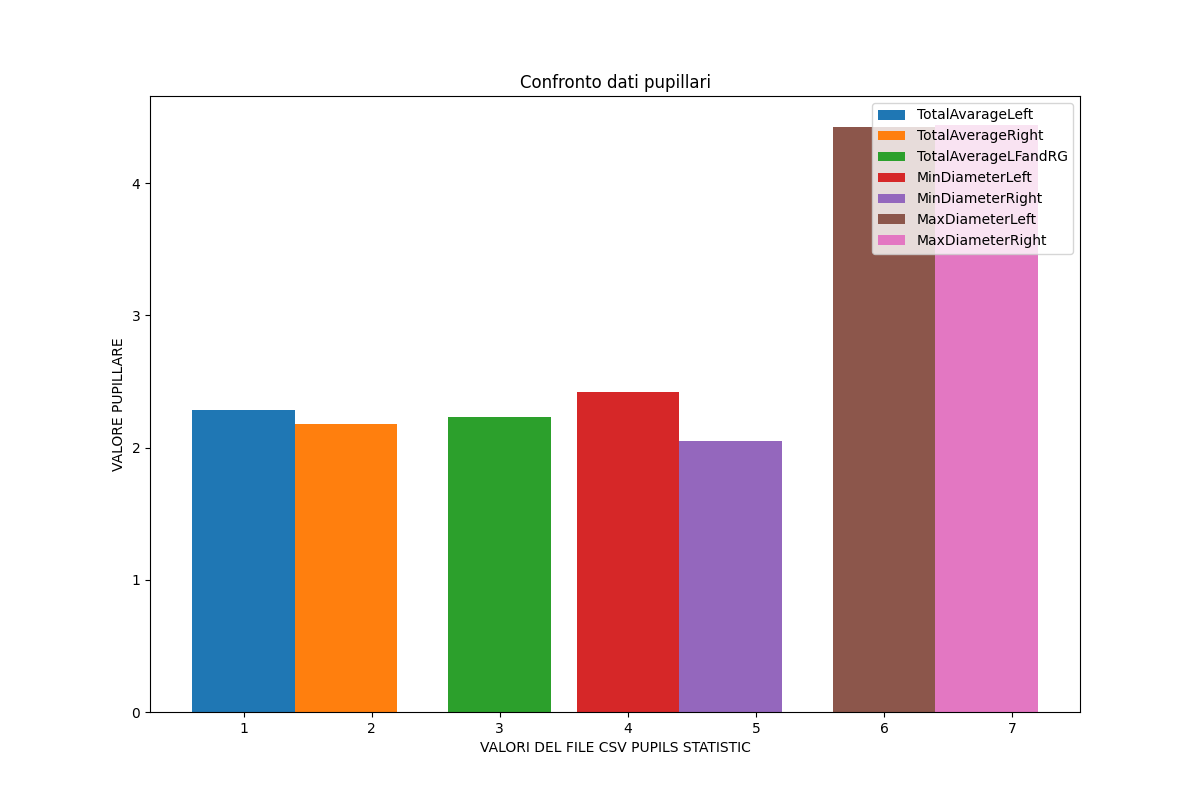 Confronto dati pupillari
TotalAvarageLeft
TotalAverageRight
TotalAverageLFandRG
MinDiameterLeft
MinDiameterRight
MaxDiameterLeft
MaxDiameterRight
VALORE PUPILLARE
4
3
2
1
0
1 2 3 4 5 6 7
VALORI DEL FILE CSV PUPILS STATISTIC